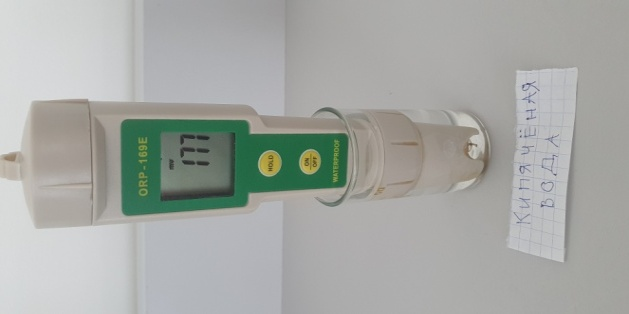 ORP-169E
mV
177
HOLD
ON
OFF
WATERPROOF
КИПЯЧЁНАЯ
ВОДА